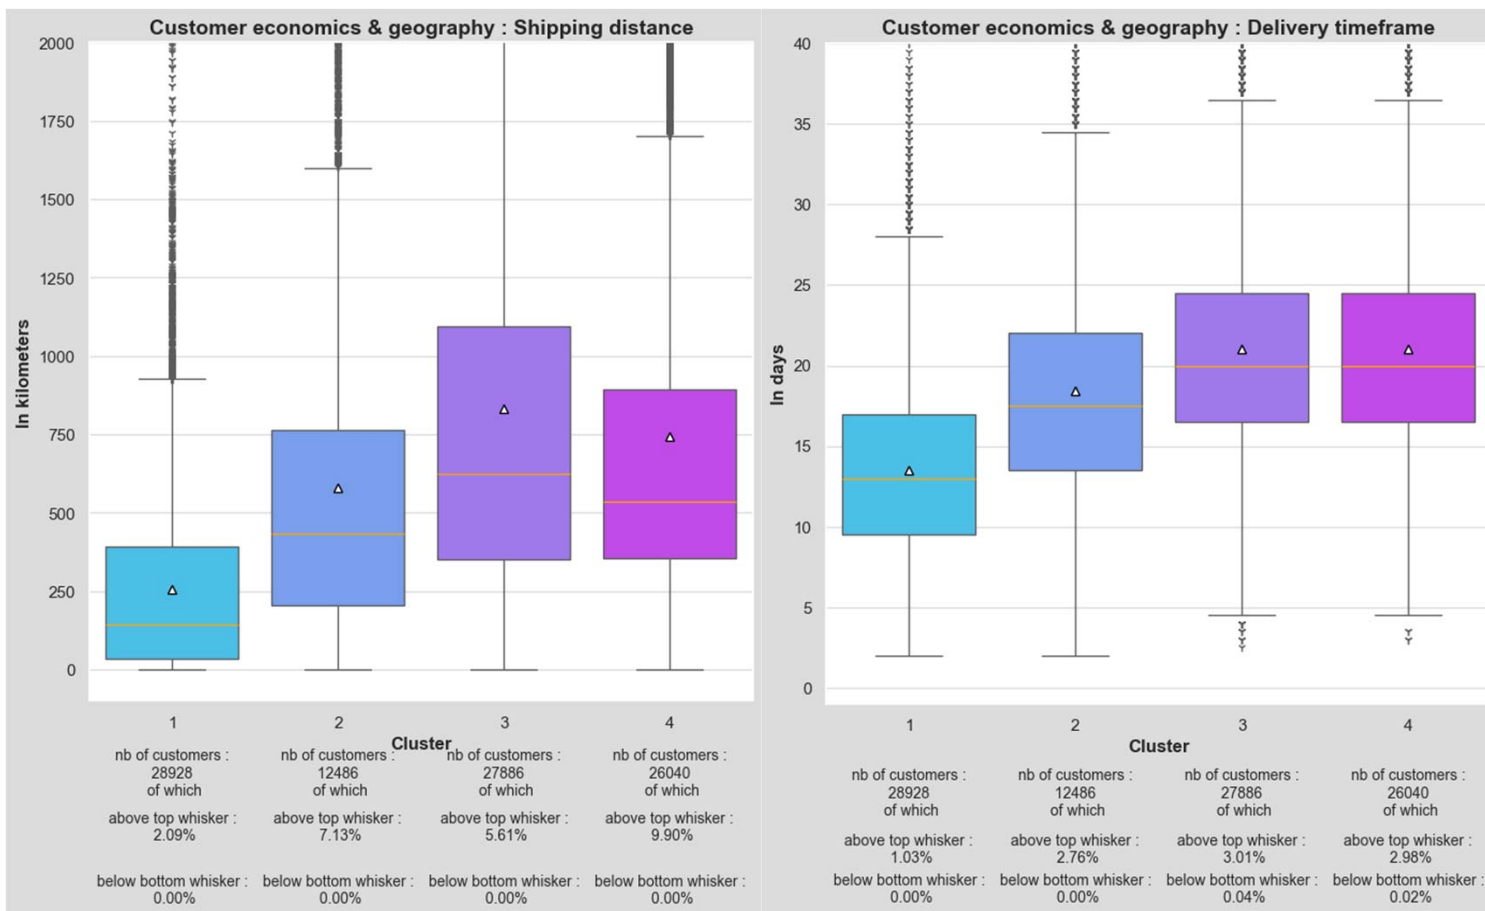 Customer economics & geography : Shipping distance
In kilometers
2000
1750
1500
1250
1000
750
500
250
0
1 2 3 4
Cluster
nb of customers : nb of customers : nb of customers : nb of customers :
28928 12486 27886 26040
of which of which of which of which
above top whisker : above top whisker : above top whisker : above top whisker :
2.09% 7.13% 5.61% 9.90%
below bottom whisker : below bottom whisker : below bottom whisker : below bottom whisker :
0.00% 0.00% 0.00% 0.00%
Customer economics & geography : Delivery timeframe
In days
40
35
30
25
20
15
10
5
0
1 2 3 4
Cluster
nb of customers : nb of customers : nb of customers : nb of customers :
28928 12486 27886 26040
of which of which of which of which
above top whisker : above top whisker : above top whisker : above top whisker :
1.03% 2.76% 3.01% 2.98%
below bottom whisker : below bottom whisker : below bottom whisker : below bottom whisker :
0.00% 0.00% 0.04% 0.02%